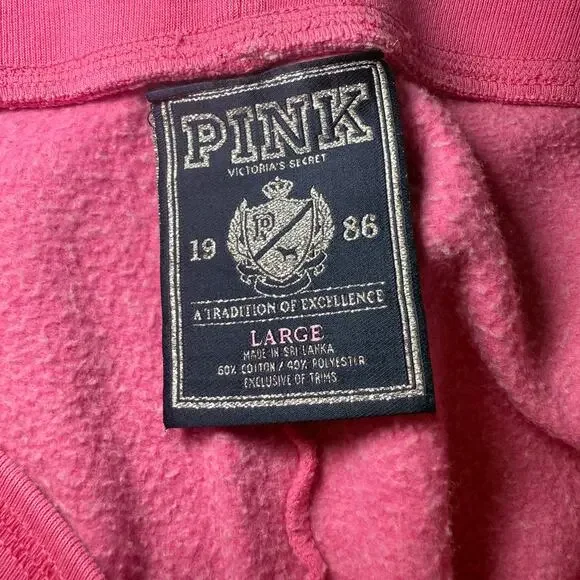 PINK
VICTORIA'S SECRET
P
19 86
A TRADITION OF EXCELLENCE
LARGE
MADE IN SRI LANKA
60% COTTON / 40% POLYESTER
EXCLUSIVE OF TRIMS